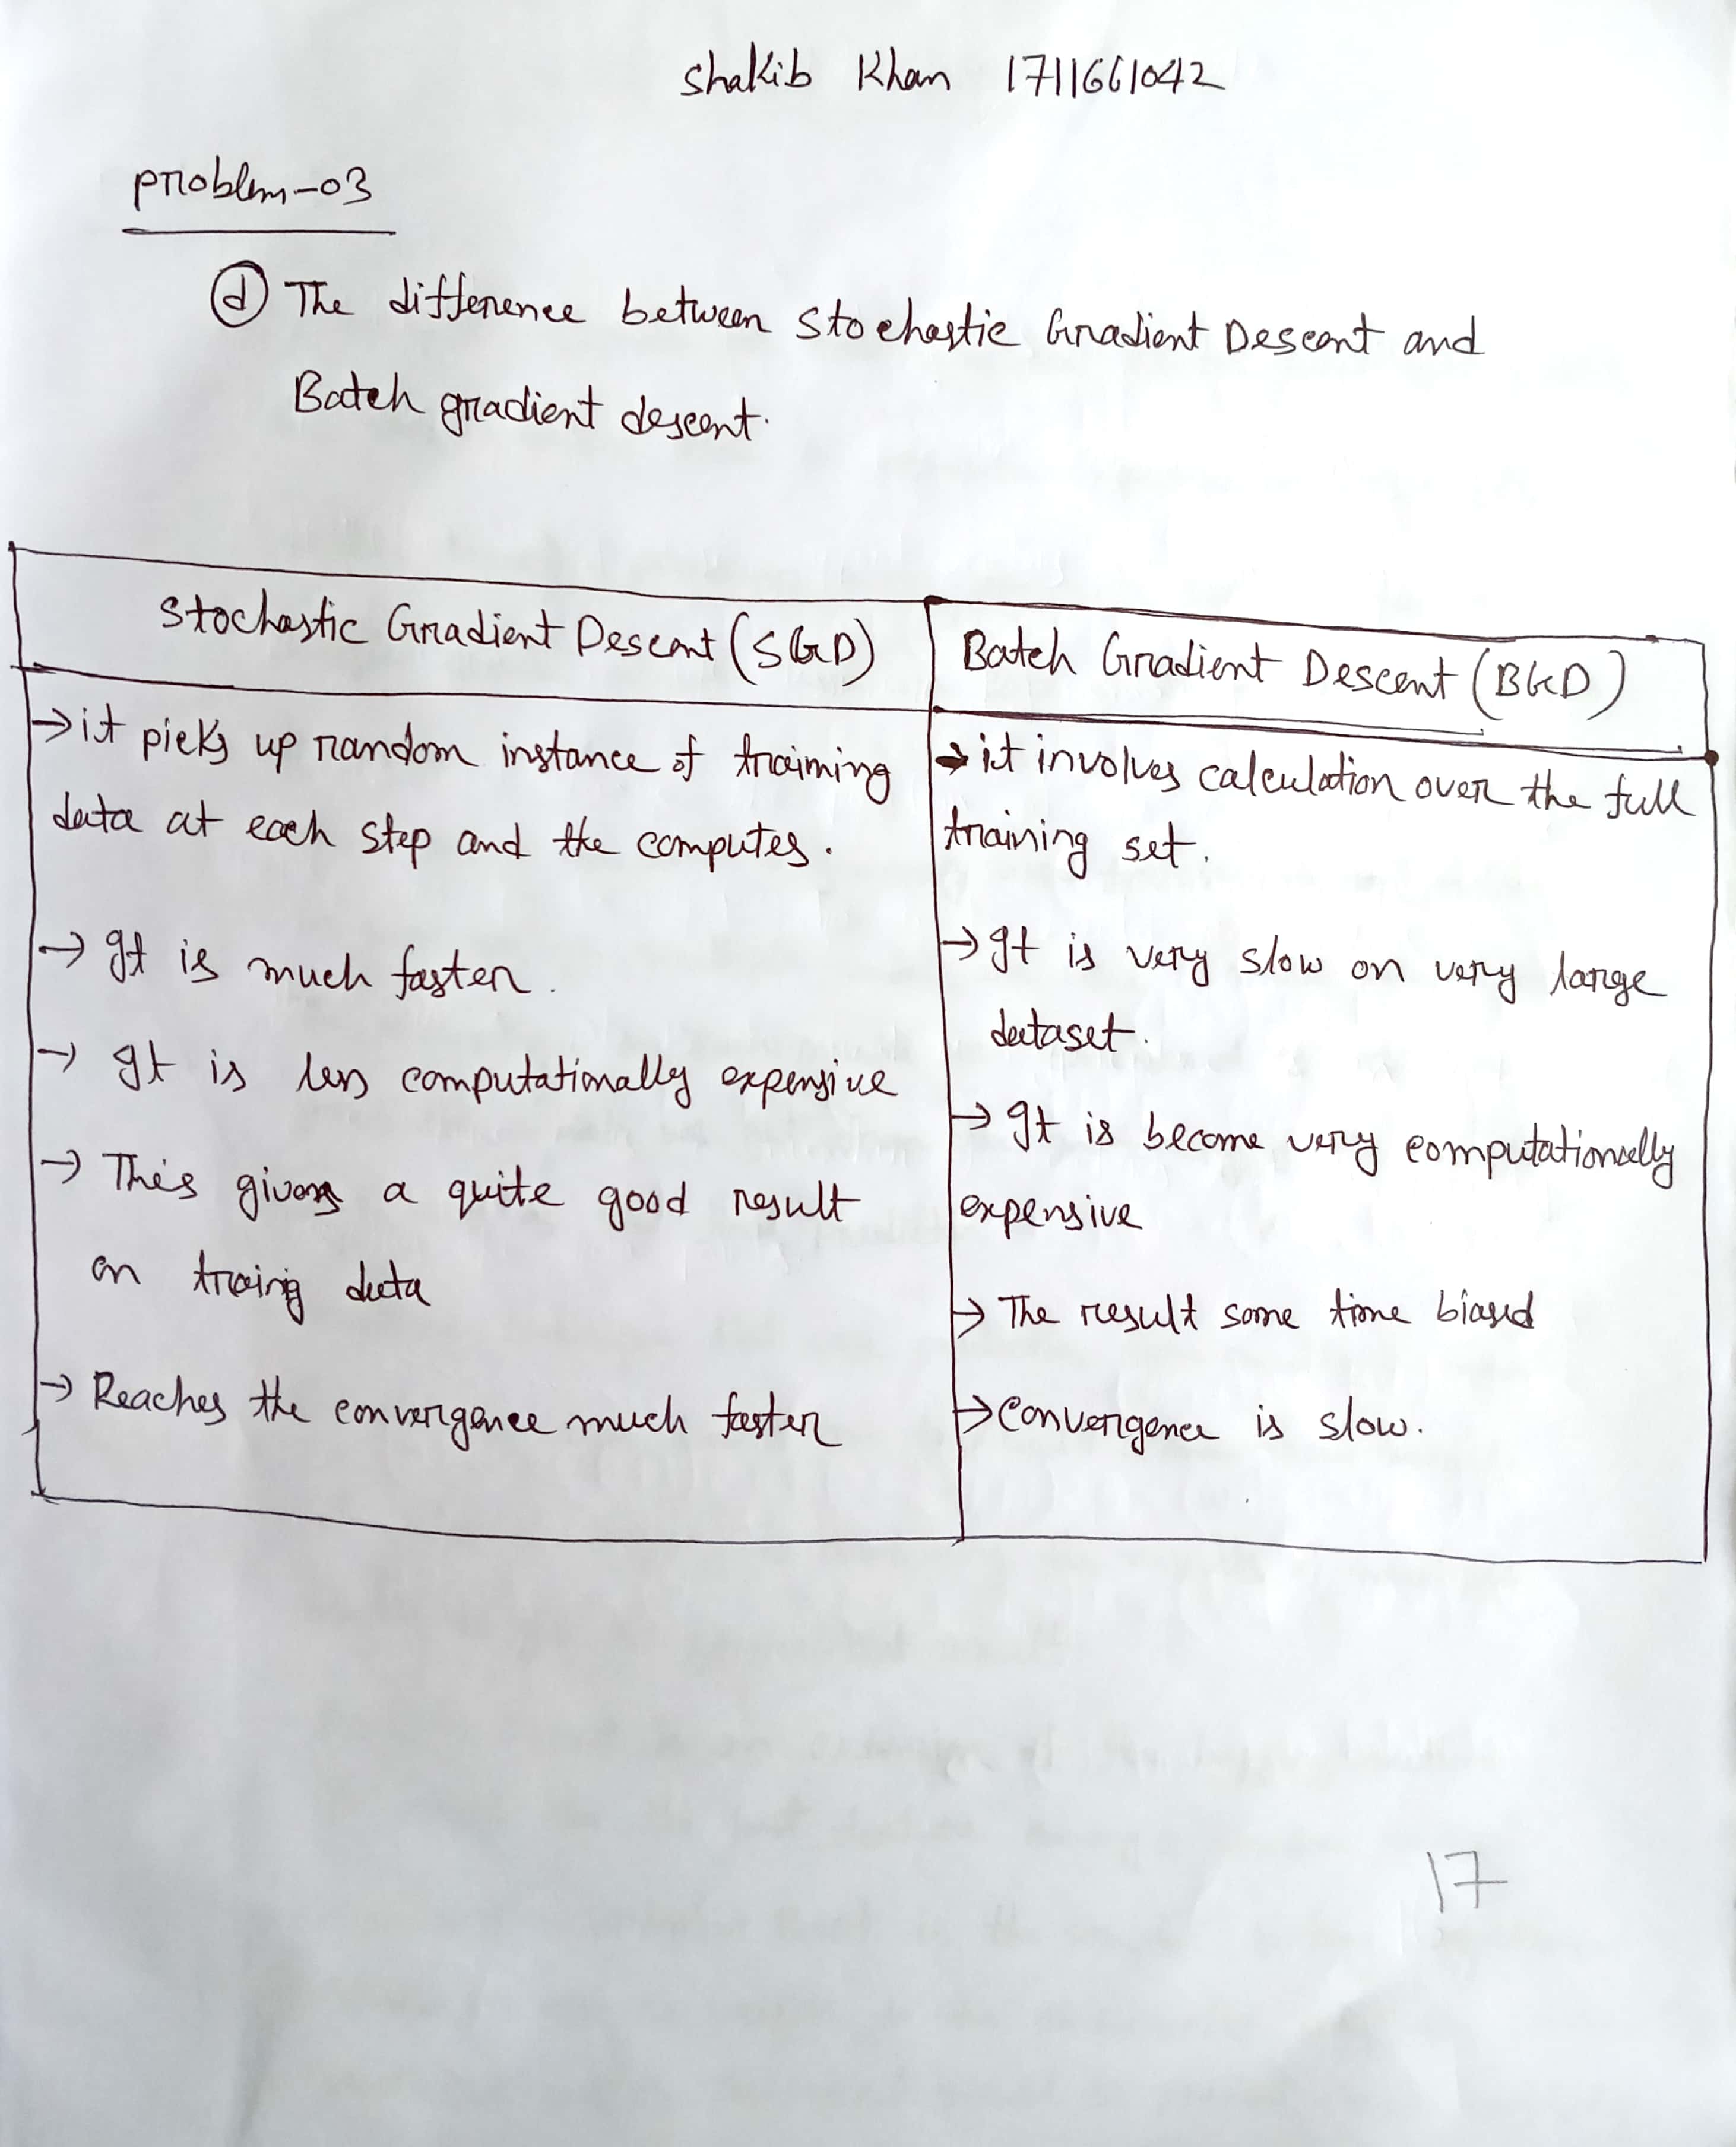 Shakib Khan 1711661042
problem-03
(d) The difference between Stochastic Gradient Descent and
Batch gradient descent.
Stochastic Gradient Descent (SGD)
→ it picks up random instance of training
data at each step and the computes.
→ It is much faster.
→ It is less computationally expensive
→ This gives a quite good result
on traing data
→ Reaches the convergence much faster
Batch Gradient Descent (BGD)
→ it involves calculation over the full
training set.
→ It is very slow on very large
dataset.
→ It is become very computationally
expensive
→ The result some time biased
→ Convergence is slow.
17